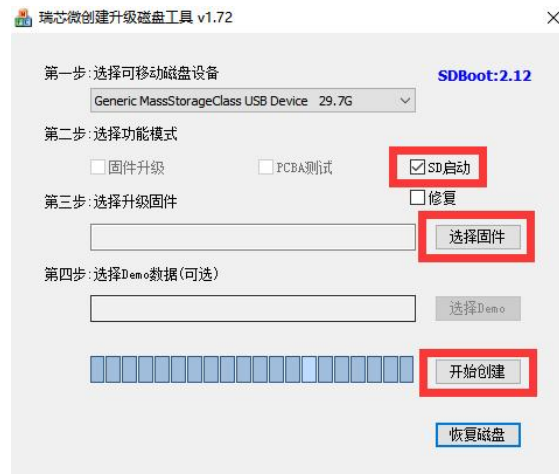 瑞芯微创建升级磁盘工具 v1.72
第一步:选择可移动磁盘设备
SDBoot:2.12
Generic MassStorageClass USB Device 29.7G
第二步:选择功能模式
固件升级 PCBA测试 SD启动
修复
第三步:选择升级固件
选择固件
第四步:选择Demo数据(可选)
选择Demo
开始创建
恢复磁盘